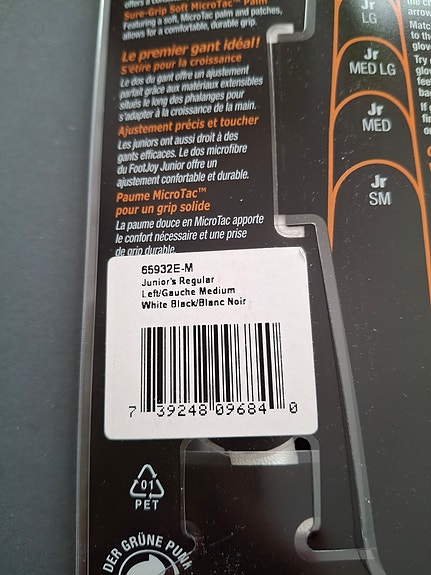 Sure-Grip Soft MicroTac™ Palm
Featuring a soft, MicroTac palm and patches,
allows for a comfortable, durable grip.
Le premier gant idéal!
S'étire pour la croissance
Le dos du gant offre un ajustement
parfait grâce aux matériaux extensibles
situés le long des phalanges pour
s'adapter à la croissance de la main.
Ajustement précis et toucher
Les juniors ont aussi droit à des
gants efficaces. Le dos microfibre
du FootJoy Junior offre un
ajustement confortable et durable.
Paume MicroTac™
pour un grip solide
La paume douce en MicroTac apporte
le confort nécessaire et une prise
de grip durable.
65932E-M
Junior's Regular
Left/Gauche Medium
White Black/Blanc Noir
7 39248 09684 0
01
PET
DER GRÜNE PUNKT
Jr
LG
Jr
MED LG
Jr
MED
Jr
SM